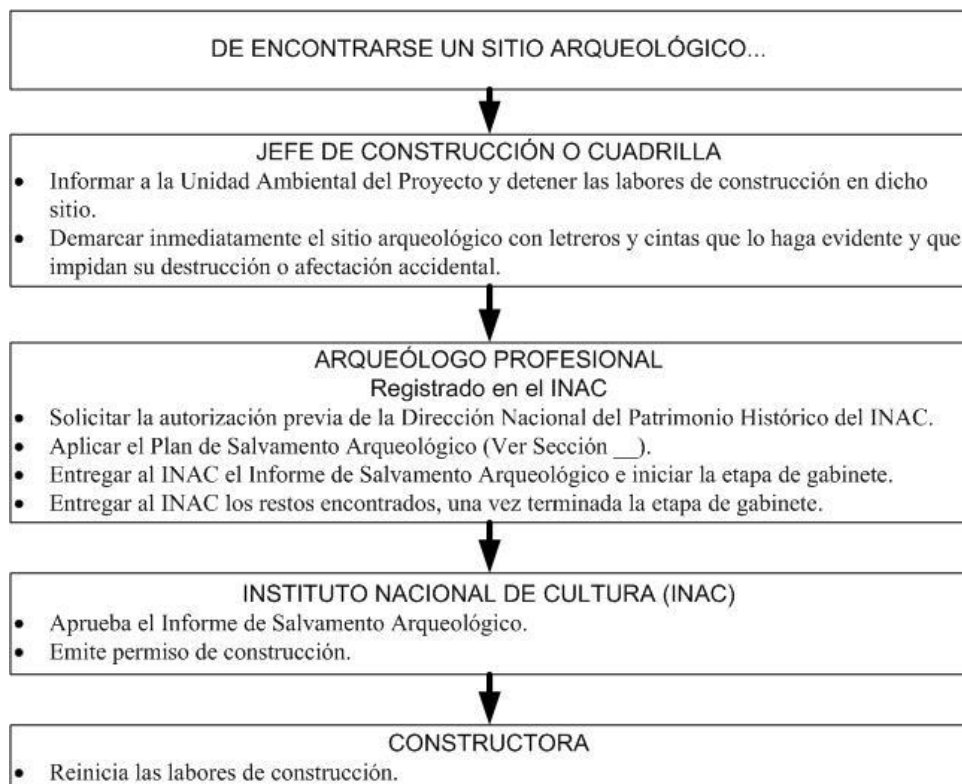 DE ENCONTRARSE UN SITIO ARQUEOLÓGICO...
JEFE DE CONSTRUCCIÓN O CUADRILLA
• Informar a la Unidad Ambiental del Proyecto y detener las labores de construcción en dicho
sitio.
• Demarcar inmediatamente el sitio arqueológico con letreros y cintas que lo haga evidente y que
impidan su destrucción o afectación accidental.
ARQUEÓLOGO PROFESIONAL
Registrado en el INAC
• Solicitar la autorización previa de la Dirección Nacional del Patrimonio Histórico del INAC.
• Aplicar el Plan de Salvamento Arqueológico (Ver Sección __).
• Entregar al INAC el Informe de Salvamento Arqueológico e iniciar la etapa de gabinete.
• Entregar al INAC los restos encontrados, una vez terminada la etapa de gabinete.
INSTITUTO NACIONAL DE CULTURA (INAC)
• Aprueba el Informe de Salvamento Arqueológico.
• Emite permiso de construcción.
CONSTRUCTORA
• Reinicia las labores de construcción.